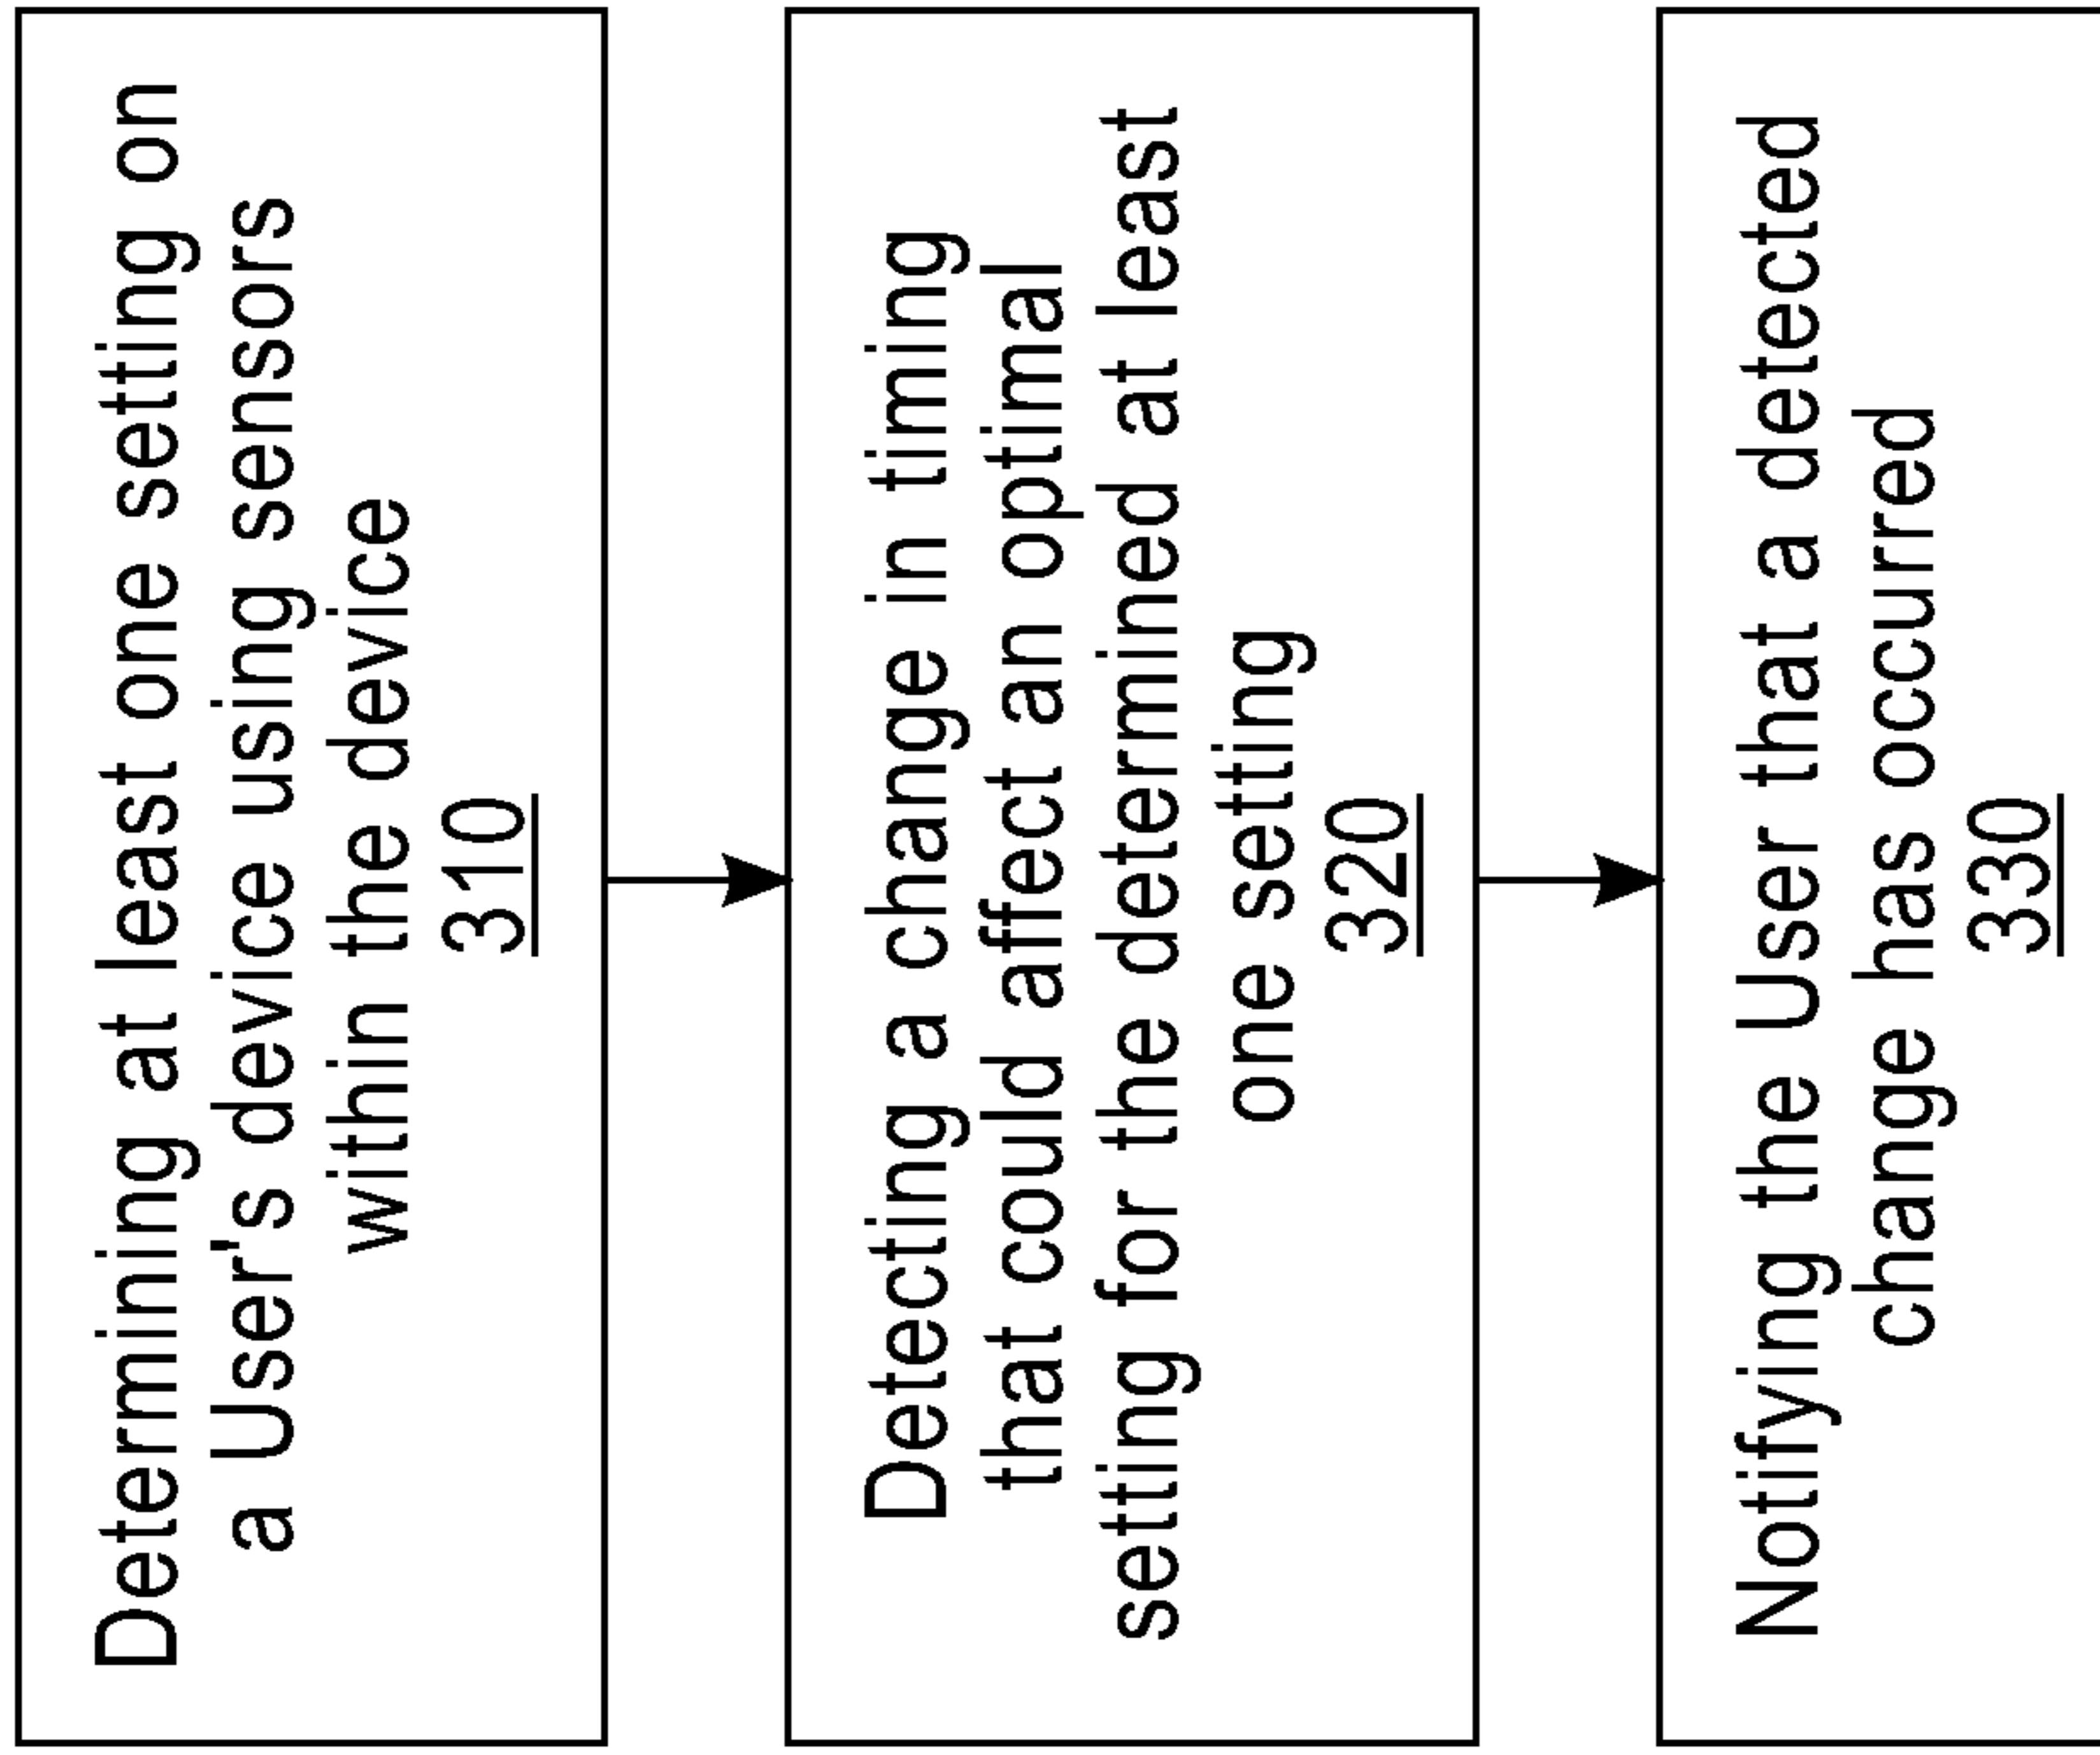 Determining at least one setting on
a User's device using sensors
within the device
310
Detecting a change in timing
that could affect an optimal
setting for the determined at least
one setting
320
Notifying the User that a detected
change has occurred
330